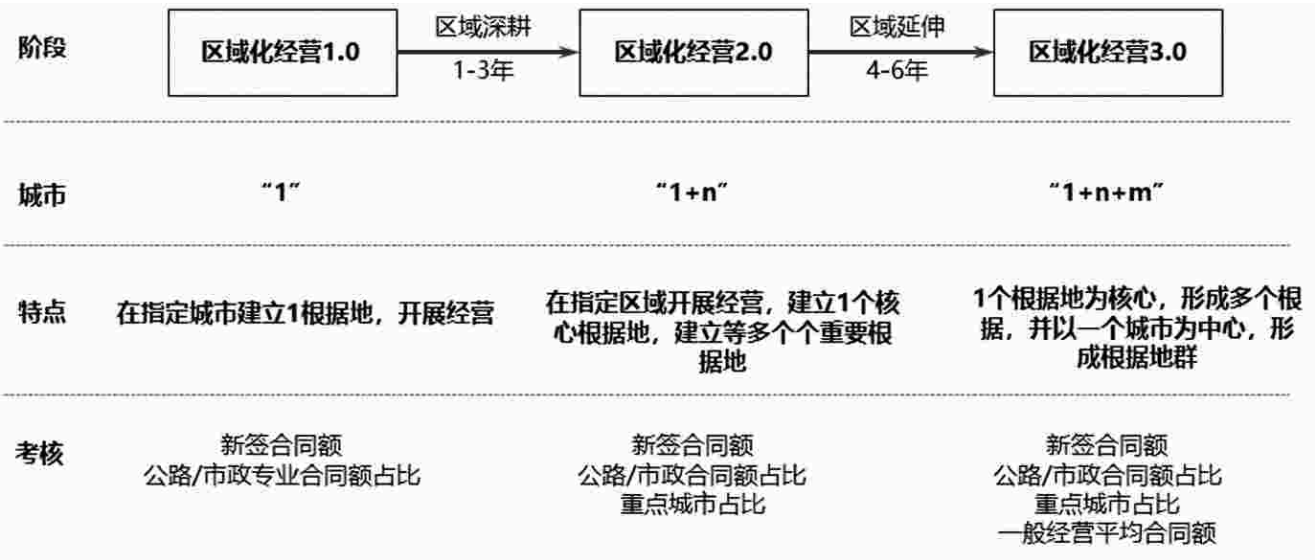 阶段
区域化经营1.0
区域深耕
1-3年
区域化经营2.0
区域延伸
4-6年
区域化经营3.0
城市
“1”
“1+n”
“1+n+m”
特点
在指定城市建立1根据地，开展经营
在指定区域开展经营，建立1个核
心根据地，建立等多个个重要根
据地
1个根据地为核心，形成多个根
据，并以一个城市为中心，形
成根据地群
考核
新签合同额
公路/市政专业合同额占比
新签合同额
公路/市政合同额占比
重点城市占比
新签合同额
公路/市政合同额占比
重点城市占比
一般经营平均合同额